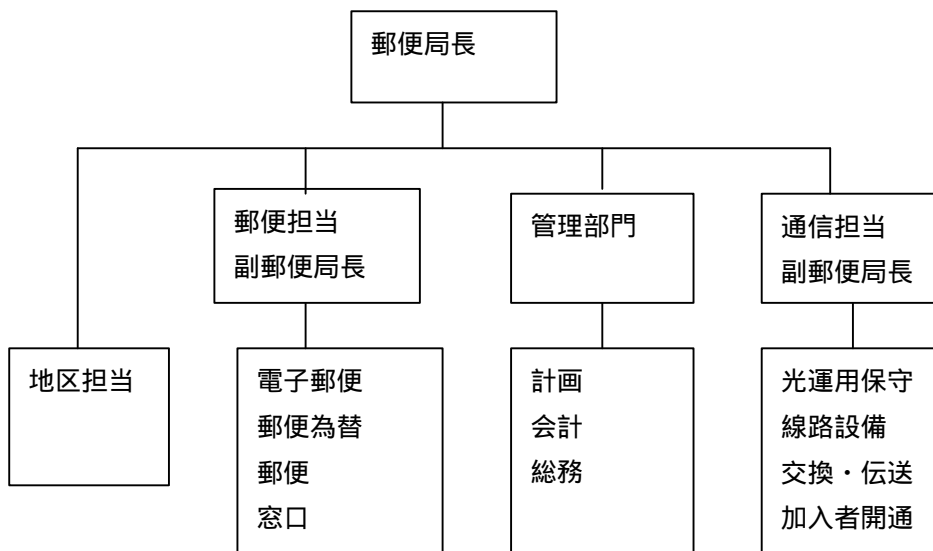 郵便局長
郵便担当
副郵便局長
管理部門
通信担当
副郵便局長
地区担当
電子郵便
郵便為替
郵便
窓口
計画
会計
総務
光運用保守
線路設備
交換・伝送
加入者開通